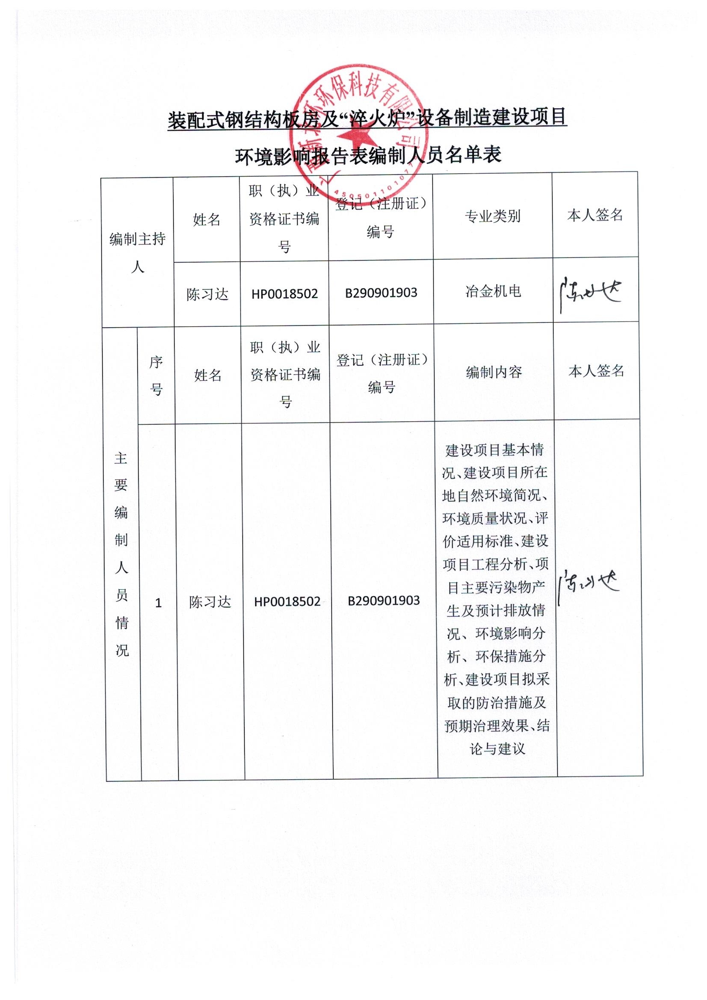 装配式钢结构板房及“淬火炉”设备制造建设项目
环境影响报告表编制人员名单表
广西新北环环保科技有限公司
编制主持
人
姓名
职（执）业
资格证书编
号
登记（注册证）
编号
专业类别
本人签名
陈习达
HP0018502
B290901903
冶金机电
陈习达
主
要
编
制
人
员
情
况
序
号
姓名
职（执）业
资格证书编
号
登记（注册证）
编号
编制内容
本人签名
1
陈习达
HP0018502
B290901903
建设项目基本情
况、建设项目所在
地自然环境简况、
环境质量状况、评
价适用标准、建设
项目工程分析、项
目主要污染物产
生及预计排放情
况、环境影响分
析、环保措施分
析、建设项目拟采
取的防治措施及
预期治理效果、结
论与建议
陈习达